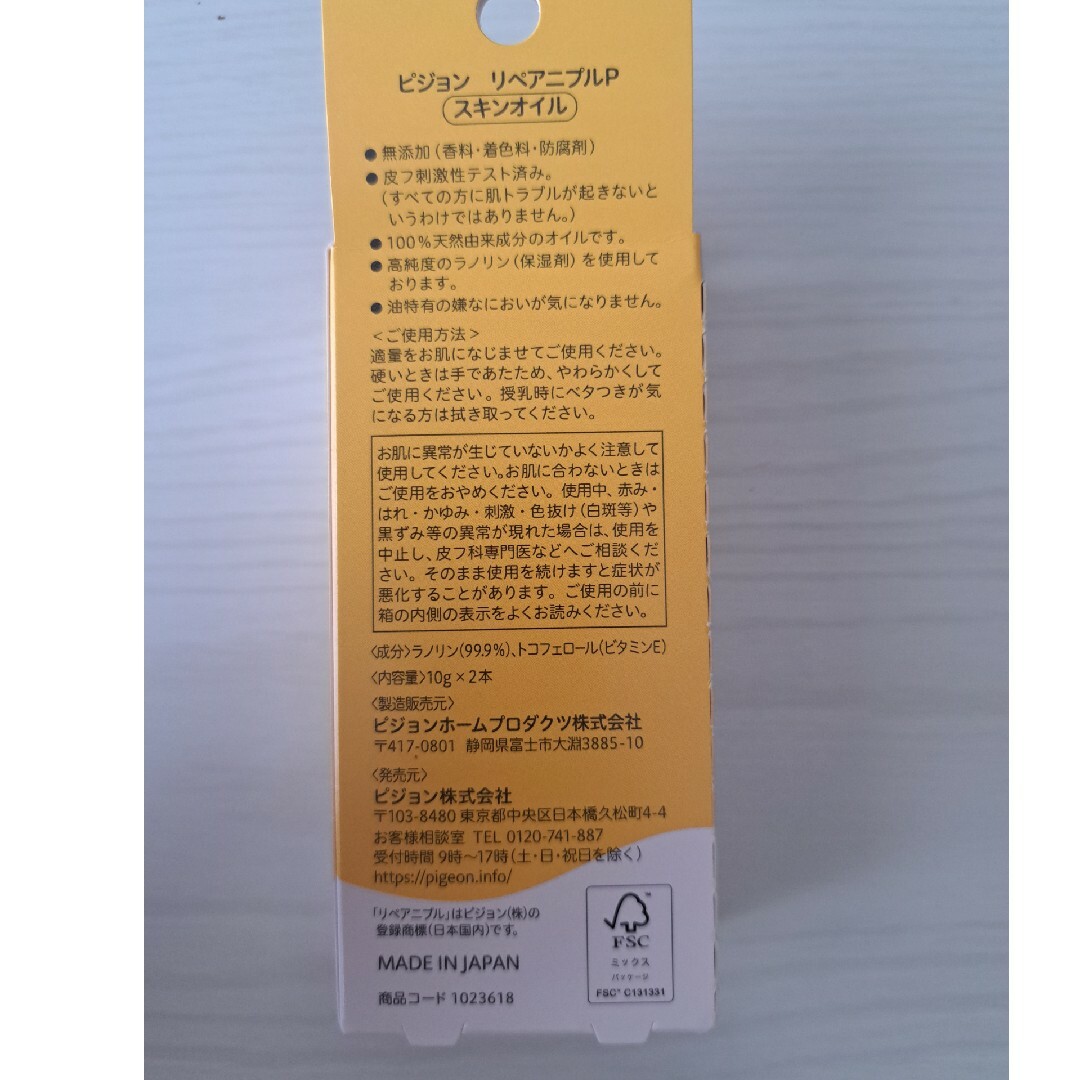 ピジョン　リペアニプルP
スキンオイル
●無添加（香料・着色料・防腐剤）
●皮フ刺激性テスト済み。
（すべての方に肌トラブルが起きないと
いうわけではありません。）
●100％天然由来成分のオイルです。
●高純度のラノリン（保湿剤）を使用して
おります。
●油特有の嫌なにおいが気になりません。
＜ご使用方法＞
適量をお肌になじませてご使用ください。
硬いときは手であたため、やわらかくして
ご使用ください。授乳時にベタつきが気
になる方は拭き取ってください。
お肌に異常が生じていないかよく注意して
使用してください。お肌に合わないときは
ご使用をおやめください。使用中、赤み・
はれ・かゆみ・刺激・色抜け（白斑等）や
黒ずみ等の異常が現れた場合は、使用を
中止し、皮フ科専門医などへご相談くだ
さい。そのまま使用を続けますと症状が
悪化することがあります。ご使用の前に
箱の内側の表示をよくお読みください。
〈成分〉ラノリン(99.9％)、トコフェロール(ビタミンE)
〈内容量〉10g×2本
〈製造販売元〉
ピジョンホームプロダクツ株式会社
〒417-0801 静岡県富士市大淵3885-10
〈発売元〉
ピジョン株式会社
〒103-8480 東京都中央区日本橋久松町4-4
お客様相談室 TEL 0120-741-887
受付時間 9時～17時（土・日・祝日を除く）
https://pigeon.info/
「リペアニプル」はピジョン(株)の
登録商標(日本国内)です。
MADE IN JAPAN
商品コード 1023618
™
FSC
ミックス
パッケージ
FSC® C131331